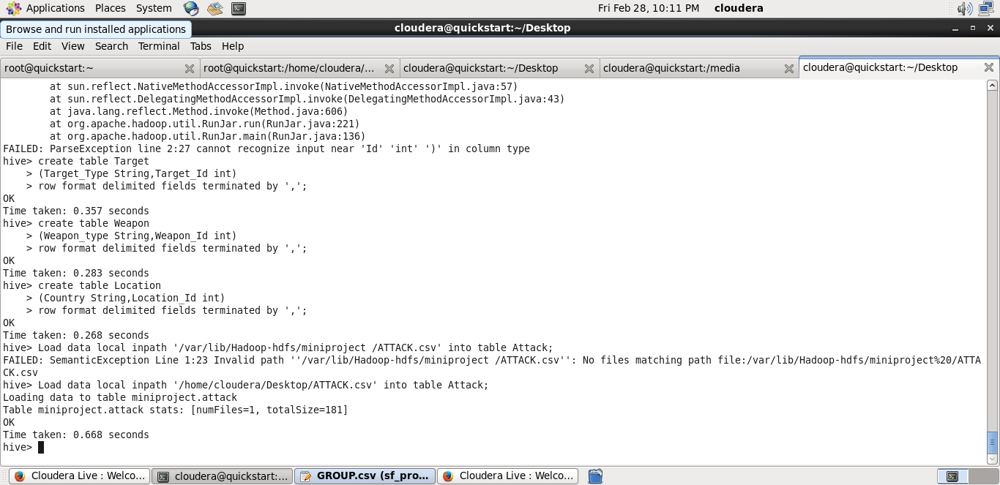 Applications Places System Fri Feb 28, 10:11 PM cloudera
Browse and run installed applications
cloudera@quickstart:~/Desktop
File Edit View Search Terminal Tabs Help
root@quickstart:~
root@quickstart:/home/cloudera/...
cloudera@quickstart:~/Desktop
cloudera@quickstart:/media
cloudera@quickstart:~/Desktop
at sun.reflect.NativeMethodAccessorImpl.invoke(NativeMethodAccessorImpl.java:57)
at sun.reflect.DelegatingMethodAccessorImpl.invoke(DelegatingMethodAccessorImpl.java:43)
at java.lang.reflect.Method.invoke(Method.java:606)
at org.apache.hadoop.util.RunJar.run(RunJar.java:221)
at org.apache.hadoop.util.RunJar.main(RunJar.java:136)
FAILED: ParseException line 2:27 cannot recognize input near 'Id' 'int' ')' in column type
hive> create table Target
> (Target_Type String,Target_Id int)
> row format delimited fields terminated by ',';
OK
Time taken: 0.357 seconds
hive> create table Weapon
> (Weapon_type String,Weapon_Id int)
> row format delimited fields terminated by ',';
OK
Time taken: 0.283 seconds
hive> create table Location
> (Country String,Location_Id int)
> row format delimited fields terminated by ',';
OK
Time taken: 0.268 seconds
hive> Load data local inpath '/var/lib/Hadoop-hdfs/miniproject /ATTACK.csv' into table Attack;
FAILED: SemanticException Line 1:23 Invalid path ''/var/lib/Hadoop-hdfs/miniproject /ATTACK.csv'': No files matching path file:/var/lib/Hadoop-hdfs/miniproject%20/ATTA
CK.csv
hive> Load data local inpath '/home/cloudera/Desktop/ATTACK.csv' into table Attack;
Loading data to table miniproject.attack
Table miniproject.attack stats: [numFiles=1, totalSize=181]
OK
Time taken: 0.668 seconds
hive>
Cloudera Live : Welco...
cloudera@quickstart:...
GROUP.csv (sf_pro...
Cloudera Live : Welco...